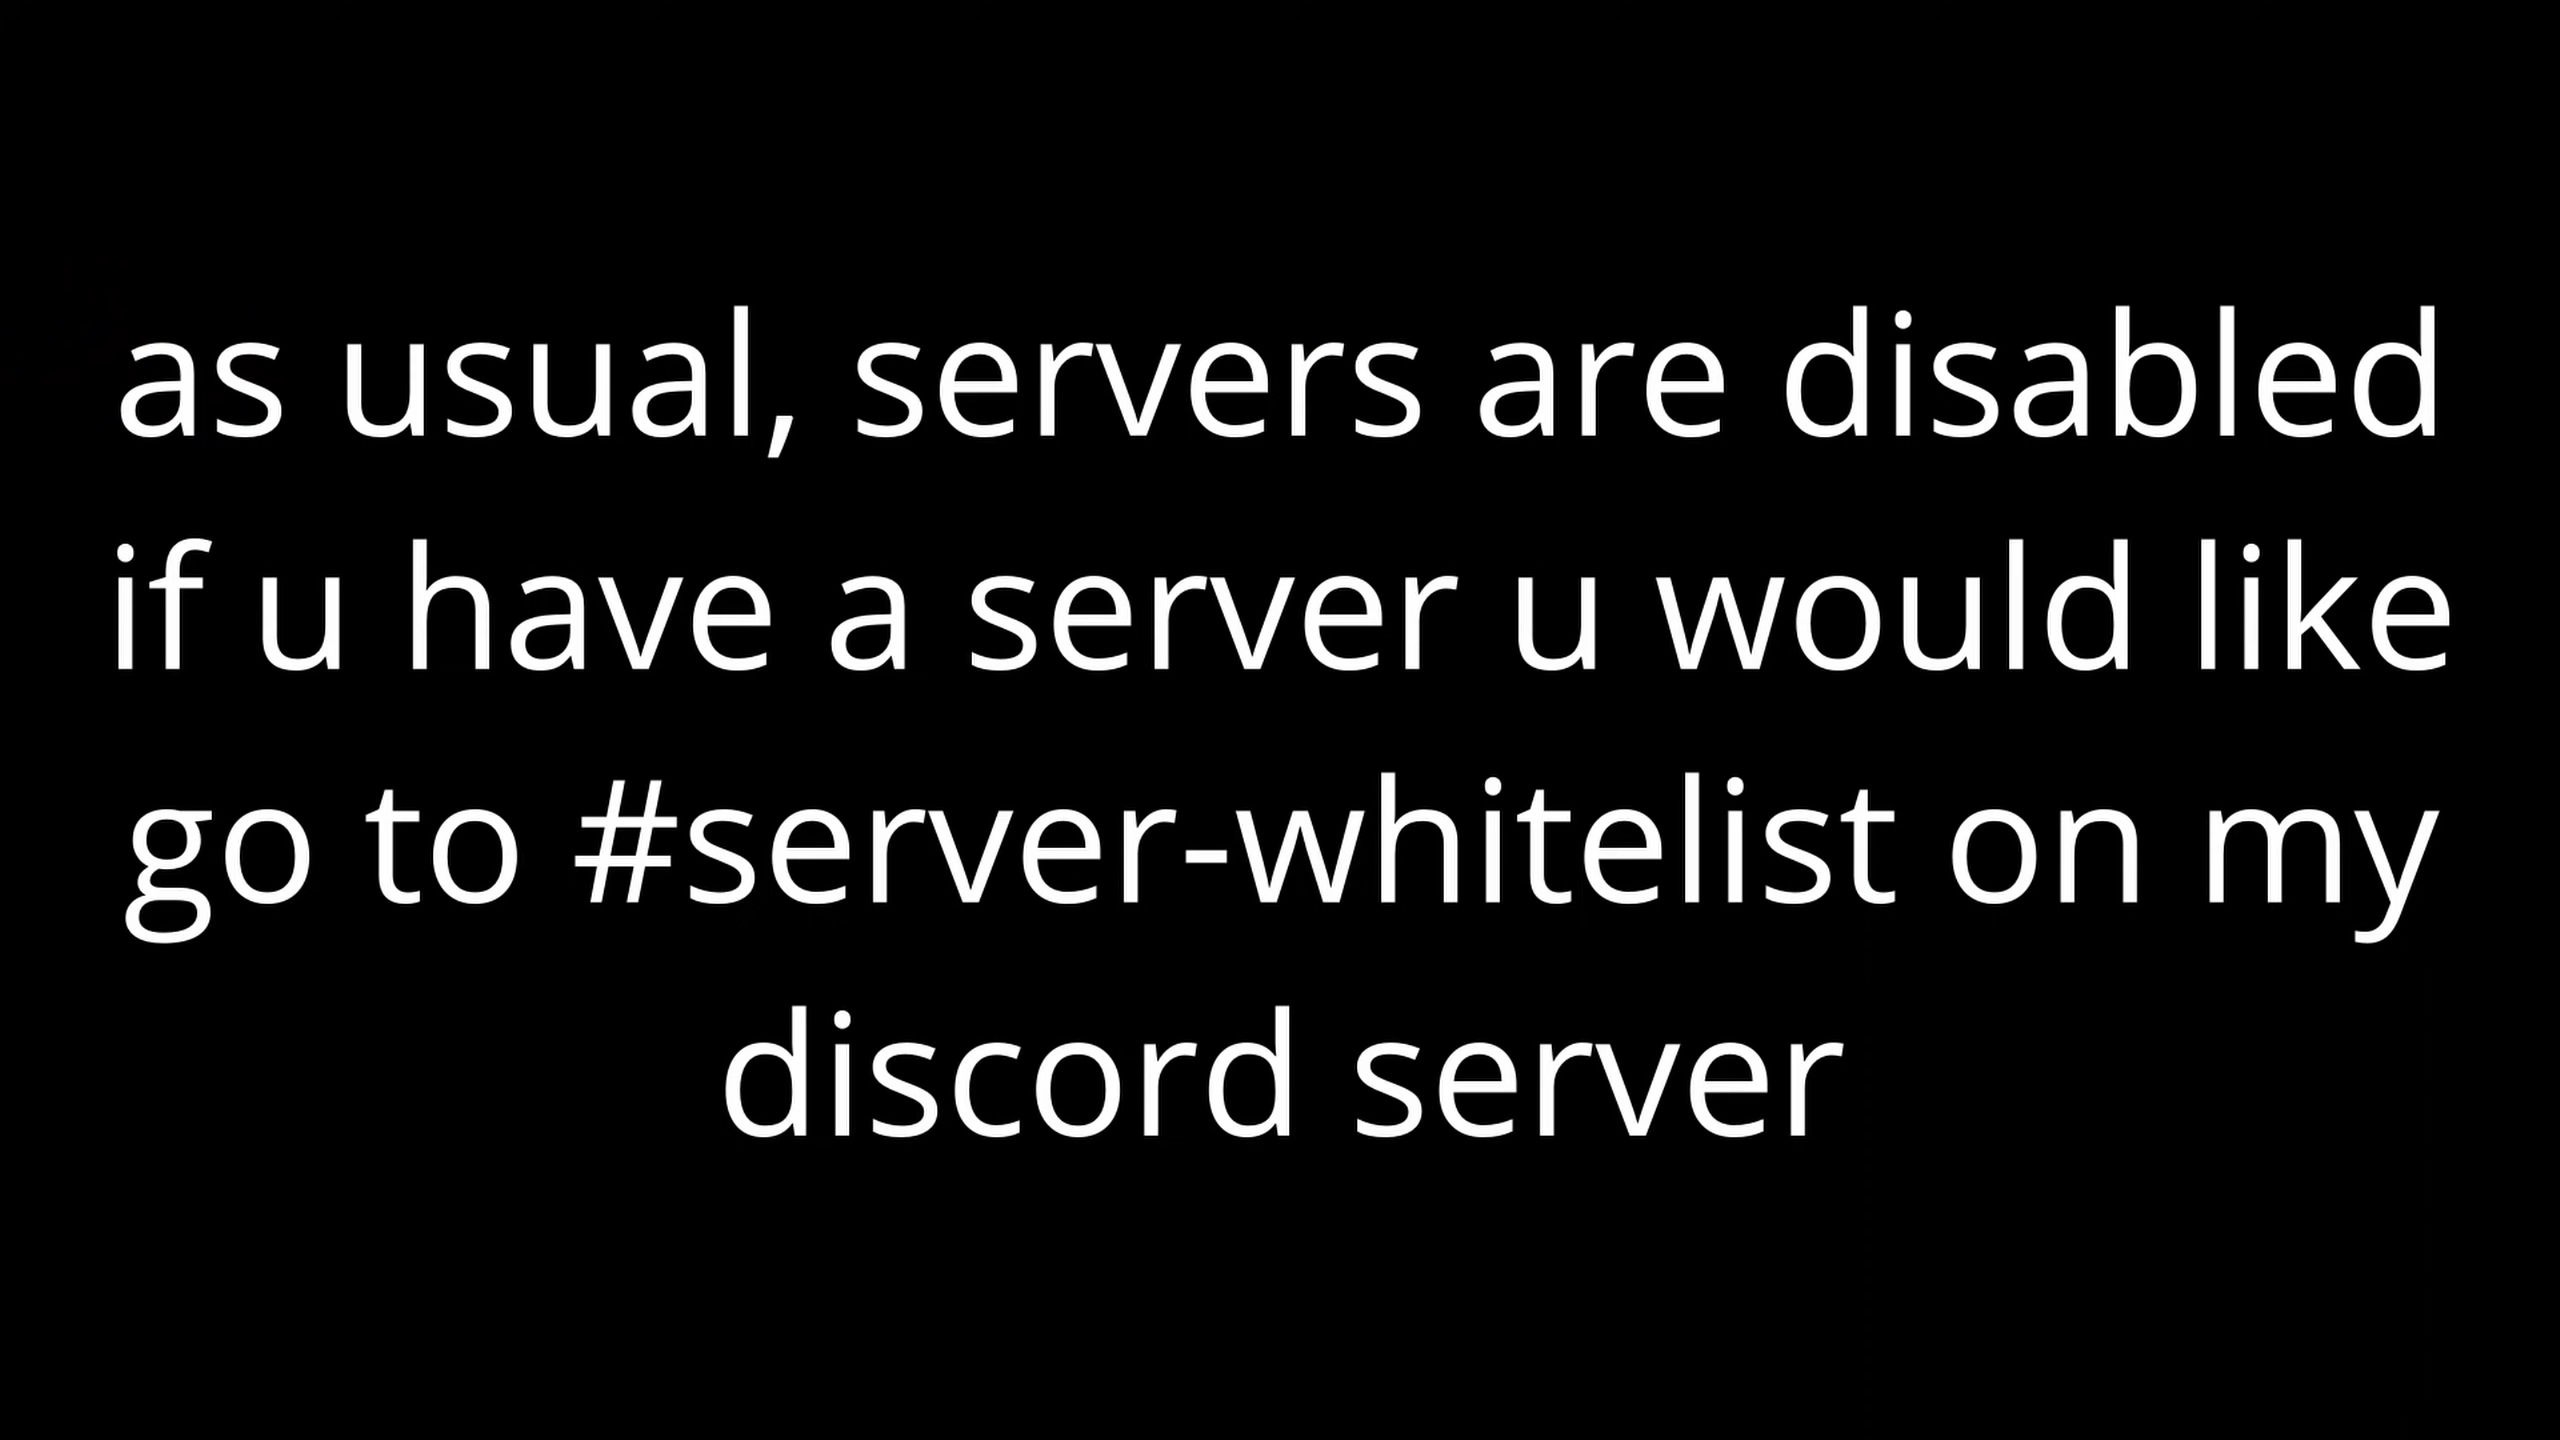 as usual, servers are disabled
if u have a server u would like
go to #server-whitelist on my
discord server